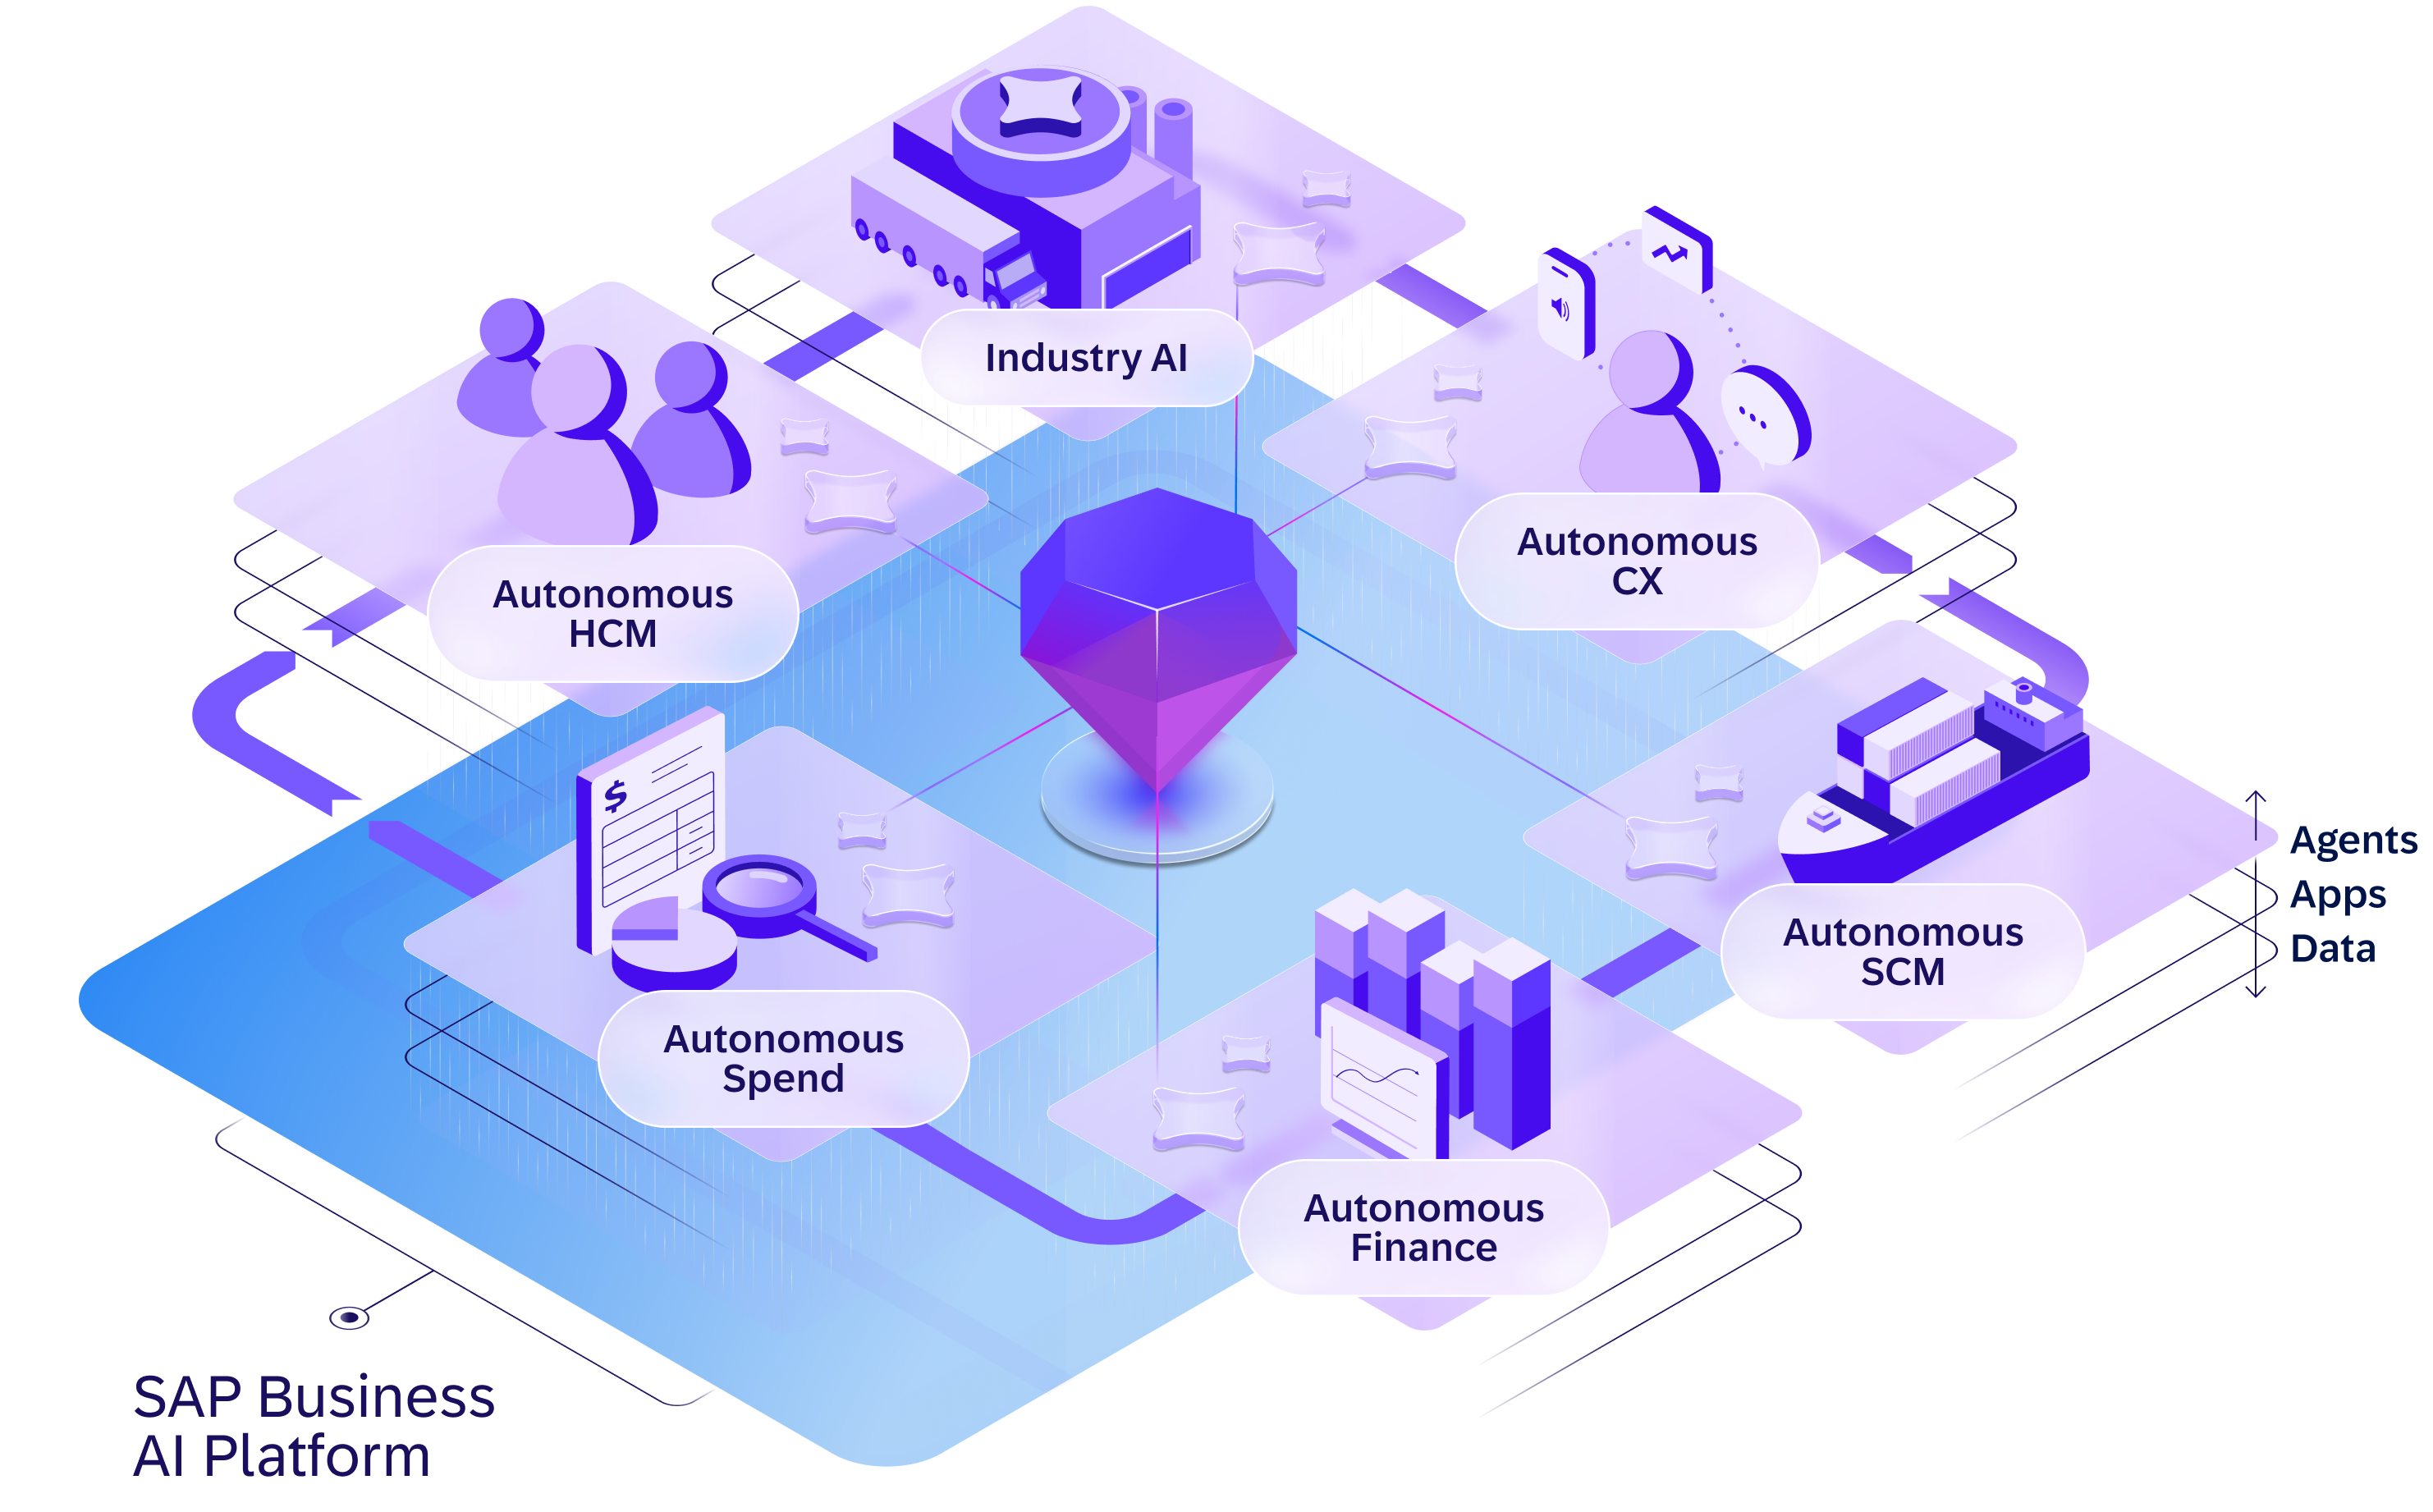 Industry AI
Autonomous
CX
Autonomous
HCM
Autonomous
SCM
Agents
Apps
Data
$
Autonomous
Spend
Autonomous
Finance
SAP Business
AI Platform